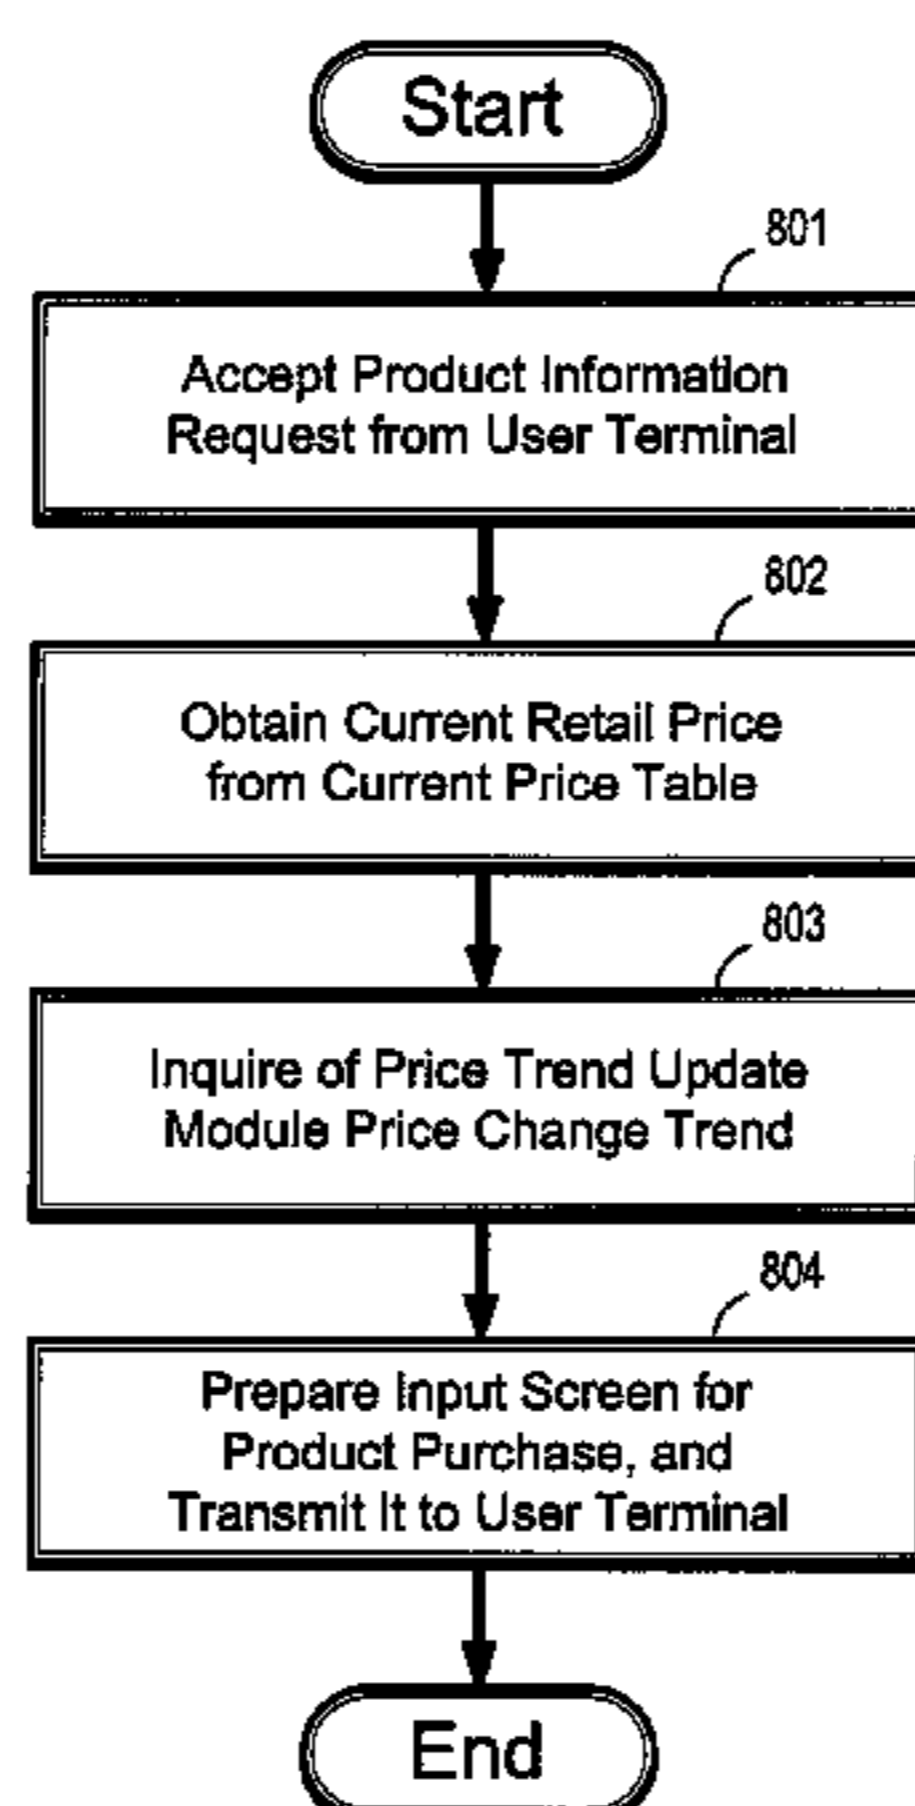 Start
801
Accept Product Information
Request from User Terminal
802
Obtain Current Retail Price
from Current Price Table
803
Inquire of Price Trend Update
Module Price Change Trend
804
Prepare Input Screen for
Product Purchase, and
Transmit It to User Terminal
End